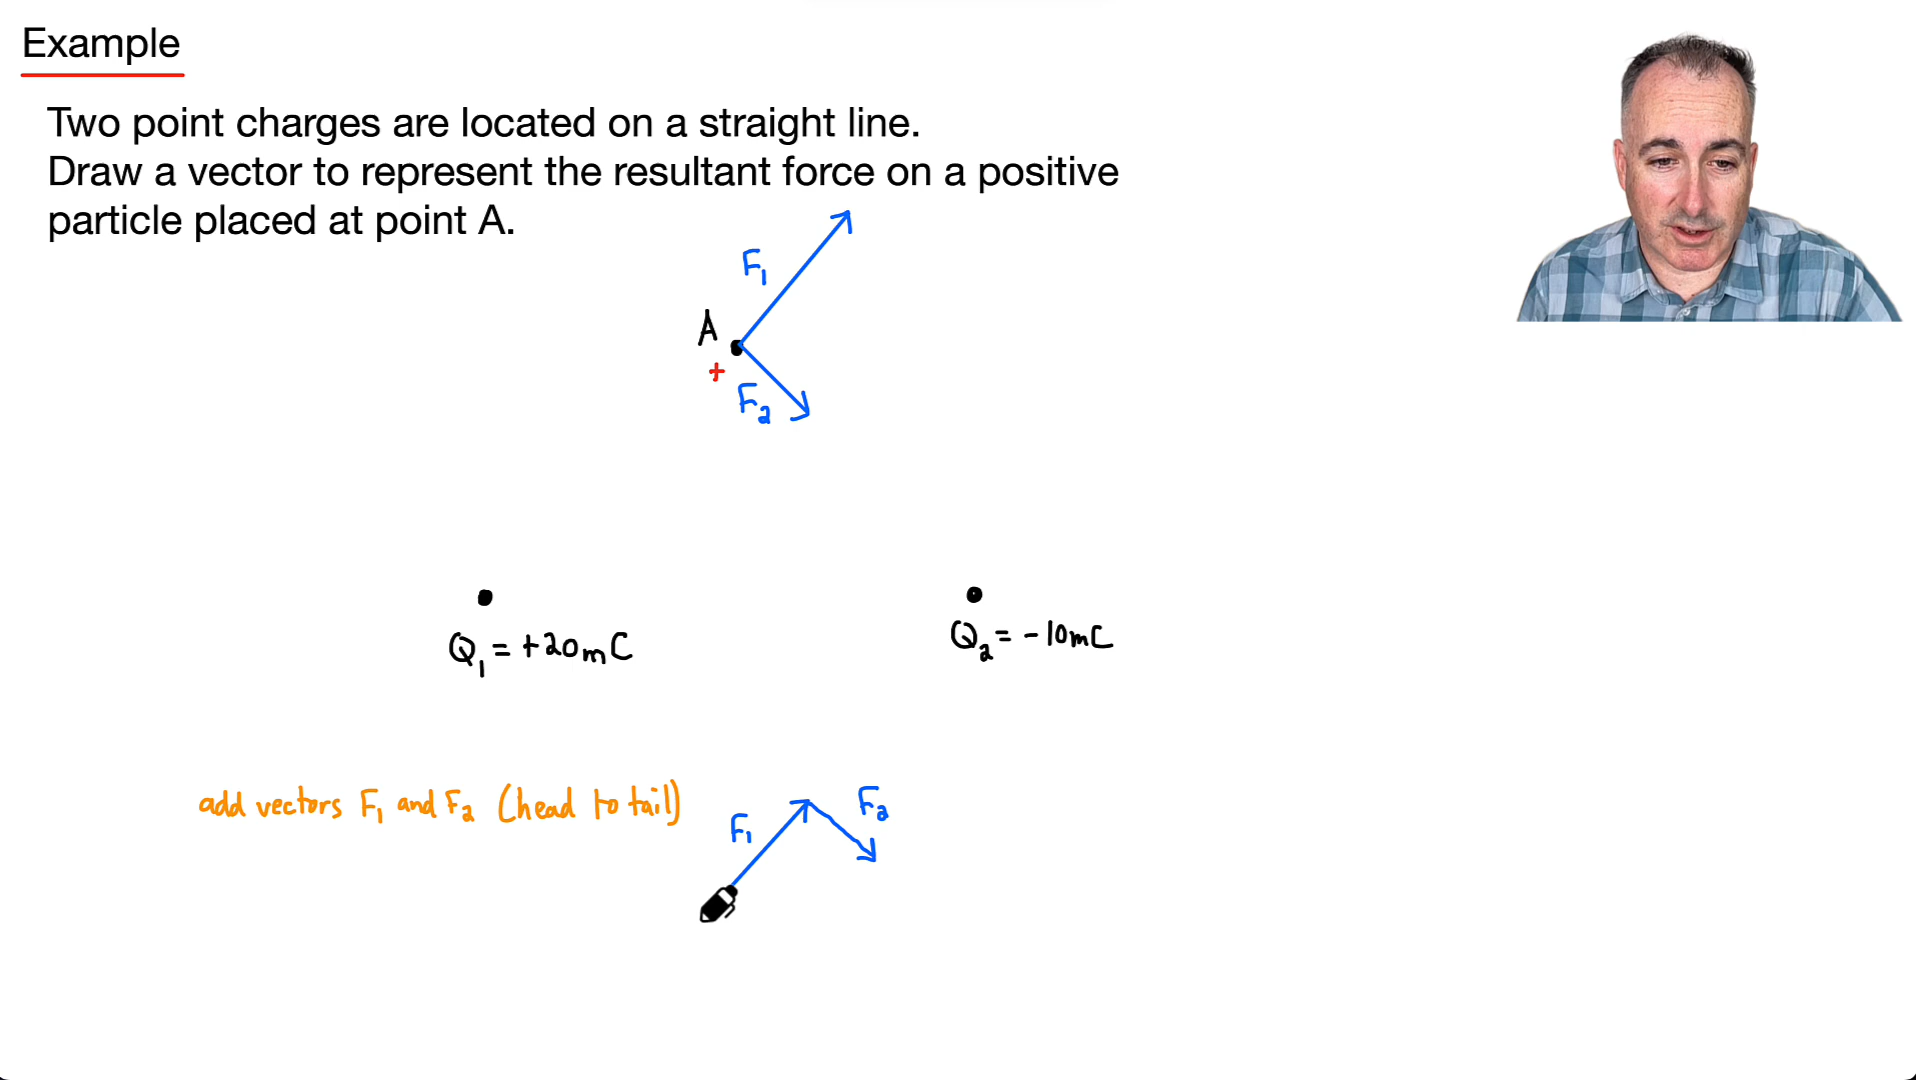 Example
Two point charges are located on a straight line.
Draw a vector to represent the resultant force on a positive
particle placed at point A.
F₁
A
+
F₂
Q₁ = +20mC
Q₂ = -10mC
add vectors F₁ and F₂ (head to tail)
F₁
F₂